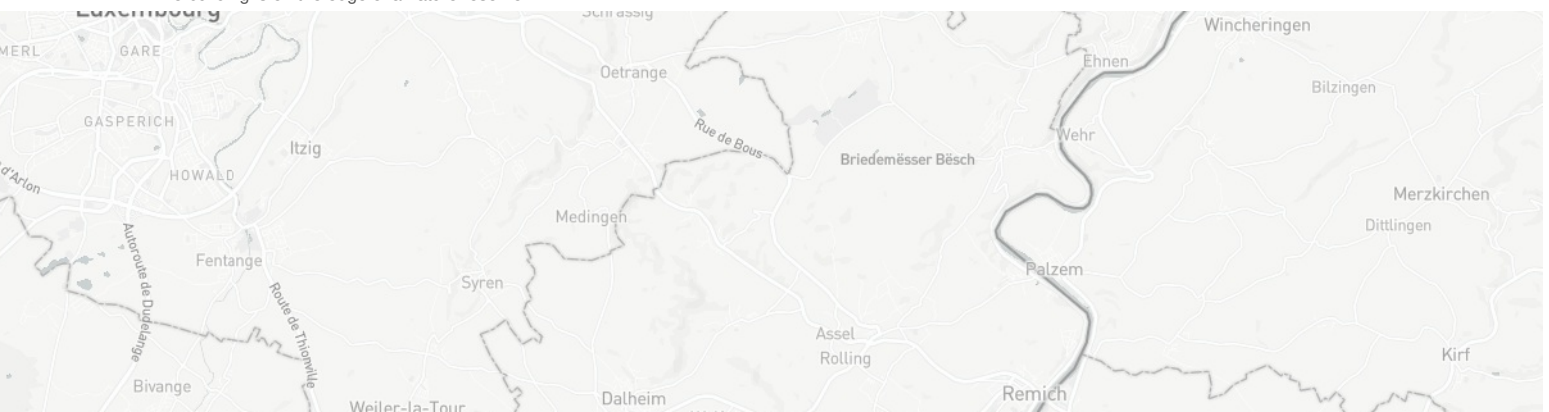 Luxembourg
Schrassig
Wincheringen
MERL
GARE
Ehnen
Oetrange
Bilzingen
GASPERICH
Rue de Bous
Wehr
Itzig
Briedemësser Bësch
d'Arlon
HOWALD
Merzkirchen
Medingen
Dittlingen
Autoroute de Dudelange
Fentange
Palzem
Syren
Route de Thionville
Assel
Rolling
Kirf
Bivange
Remich
Dalheim
Weiler-la-Tour